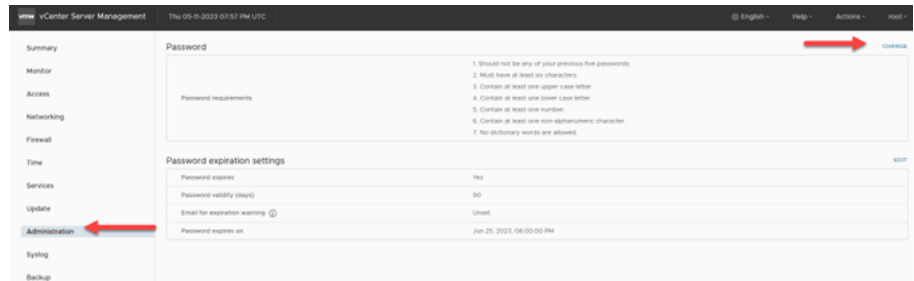 vmw vCenter Server Management Thu 05-11-2023 07:57 PM UTC English Help Actions root
Summary
Monitor
Access
Networking
Firewall
Time
Services
Update
Administration
Syslog
Backup
Password CHANGE
Password requirements
1. Should not be any of your previous five passwords.
2. Must have at least six characters.
3. Contain at least one upper case letter.
4. Contain at least one lower case letter.
5. Contain at least one number.
6. Contain at least one non-alphanumeric character.
7. No dictionary words are allowed.
Password expiration settings EDIT
Password expires Yes
Password validity (days) 90
Email for expiration warning Unset
Password expires on Jun 25, 2023, 08:00:00 PM